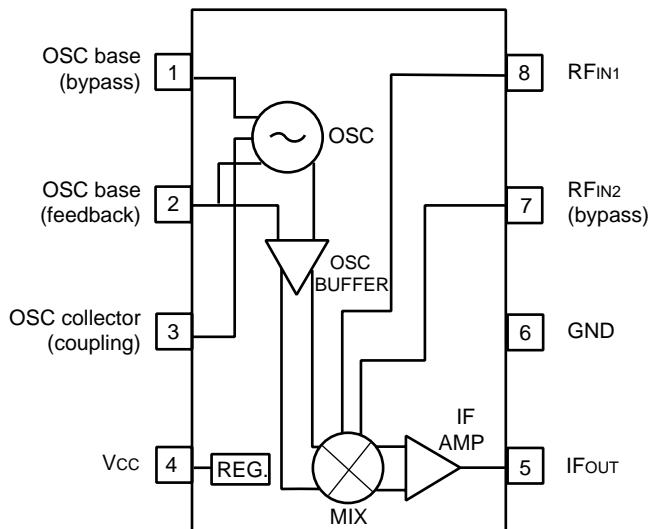 OSC base
(bypass)
1
OSC base
(feedback)
2
OSC collector
(coupling)
3
VCC
4
REG.
OSC
OSC
BUFFER
MIX
IF
AMP
8
RFIN1
7
RFIN2
(bypass)
6
GND
5
IFOUT